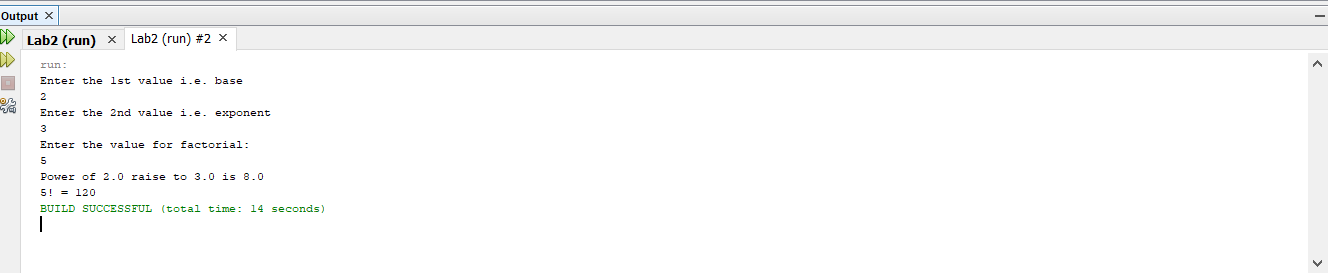 Output
Lab2 (run) Lab2 (run) #2
run:
Enter the 1st value i.e. base
2
Enter the 2nd value i.e. exponent
3
Enter the value for factorial:
5
Power of 2.0 raise to 3.0 is 8.0
5! = 120
BUILD SUCCESSFUL (total time: 14 seconds)